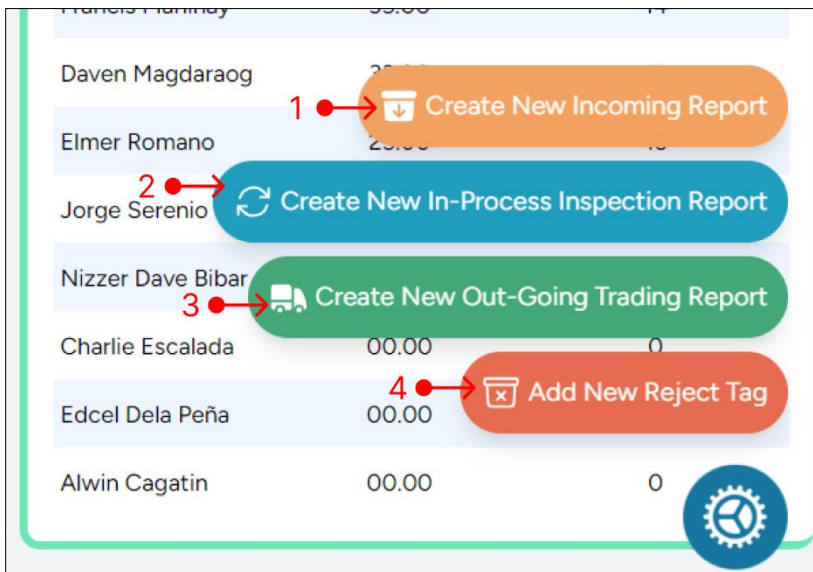 Daven Magdaraog
1 Create New Incoming Report
Elmer Romano
2 Create New In-Process Inspection Report
Jorge Serenio
Nizzer Dave Bibar
3 Create New Out-Going Trading Report
Charlie Escalada 00.00 0
4 Add New Reject Tag
Edcel Dela Peña 00.00
Alwin Cagatin 00.00 0